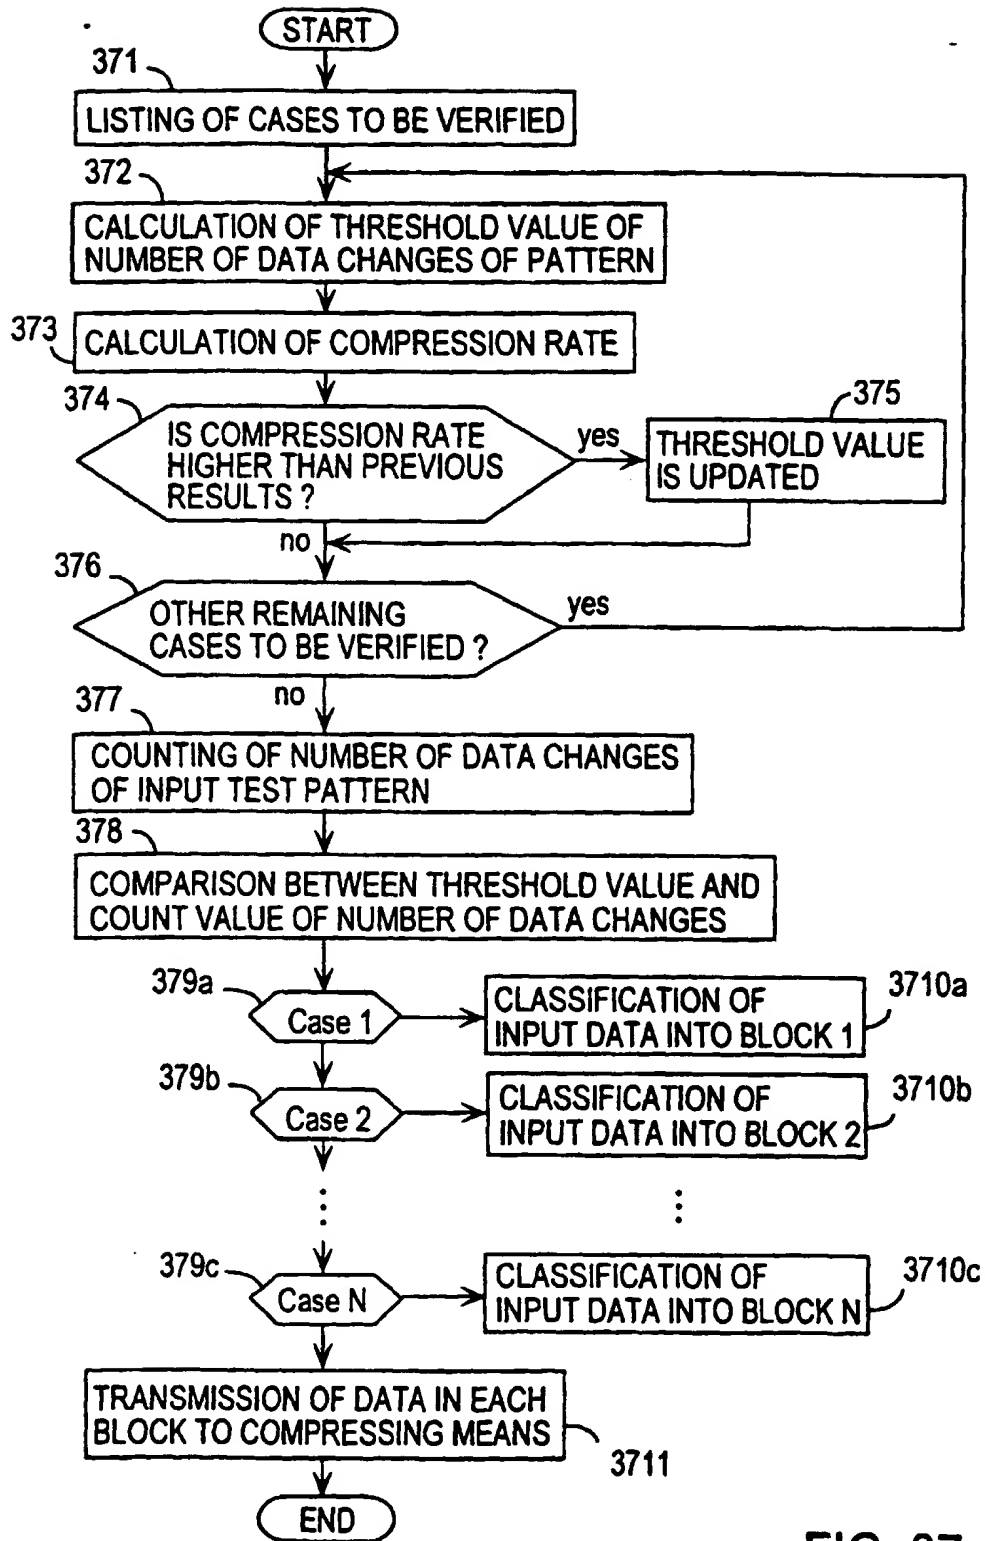 START
371
LISTING OF CASES TO BE VERIFIED
372
CALCULATION OF THRESHOLD VALUE OF
NUMBER OF DATA CHANGES OF PATTERN
373
CALCULATION OF COMPRESSION RATE
374
IS COMPRESSION RATE
HIGHER THAN PREVIOUS
RESULTS ?
yes
375
THRESHOLD VALUE
IS UPDATED
no
376
OTHER REMAINING
CASES TO BE VERIFIED ?
yes
no
377
COUNTING OF NUMBER OF DATA CHANGES
OF INPUT TEST PATTERN
378
COMPARISON BETWEEN THRESHOLD VALUE AND
COUNT VALUE OF NUMBER OF DATA CHANGES
379a
Case 1
CLASSIFICATION OF
INPUT DATA INTO BLOCK 1
3710a
379b
Case 2
CLASSIFICATION OF
INPUT DATA INTO BLOCK 2
3710b
379c
Case N
CLASSIFICATION OF
INPUT DATA INTO BLOCK N
3710c
TRANSMISSION OF DATA IN EACH
BLOCK TO COMPRESSING MEANS
3711
END